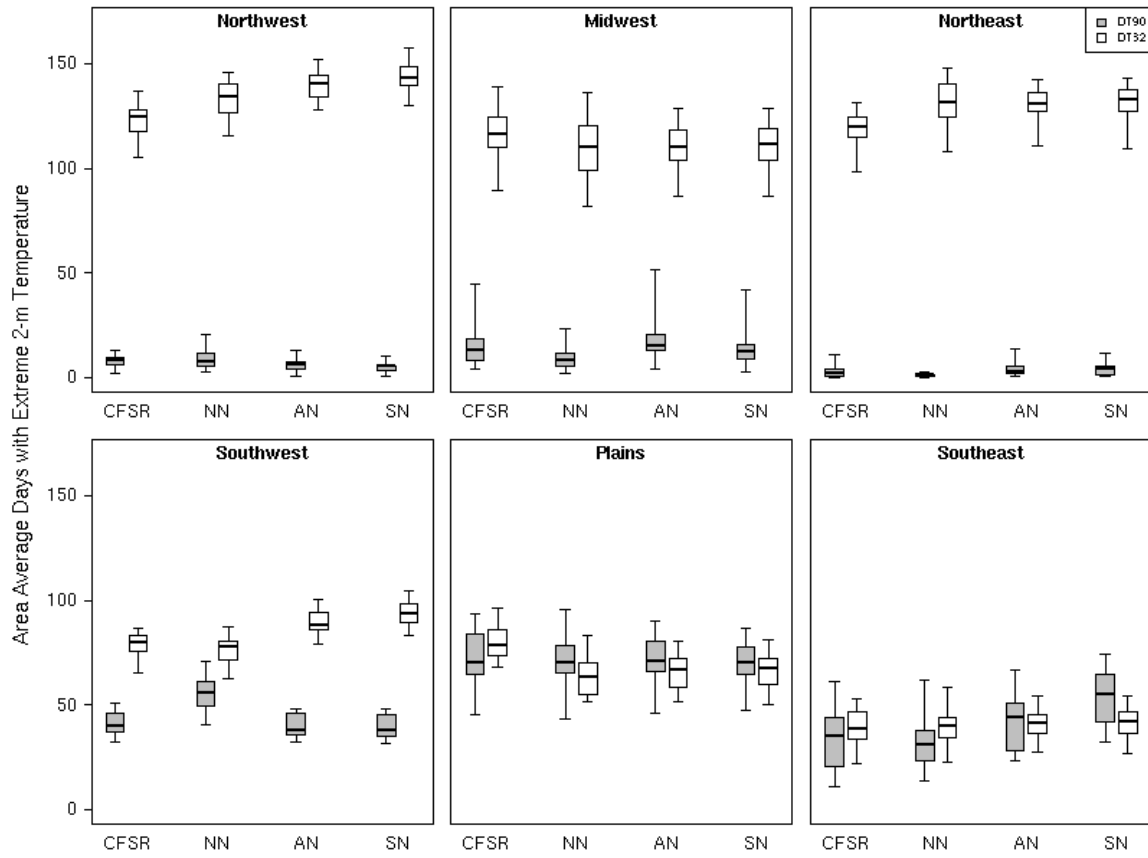 Northwest
Midwest
Northeast
DT90
DT32
150
100
50
0
CFSR NN AN SN
CFSR NN AN SN
CFSR NN AN SN
Area Average Days with Extreme 2-m Temperature
Southwest
Plains
Southeast
150
100
50
0
CFSR NN AN SN
CFSR NN AN SN
CFSR NN AN SN